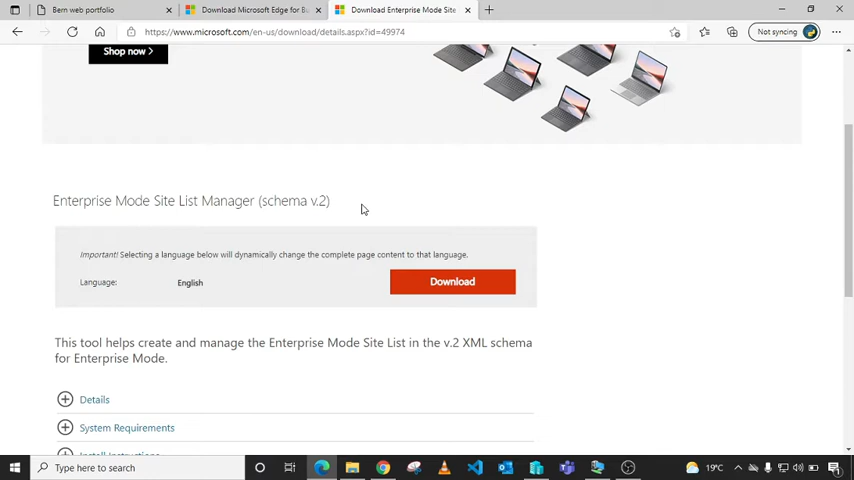 Bern web portfolio
Download Microsoft Edge for Bu
Download Enterprise Mode Site
https://www.microsoft.com/en-us/download/details.aspx?id=49974
Not syncing
Shop now
Enterprise Mode Site List Manager (schema v.2)
Important! Selecting a language below will dynamically change the complete page content to that language.
Language:
English
Download
This tool helps create and manage the Enterprise Mode Site List in the v.2 XML schema
for Enterprise Mode.
Details
System Requirements
Install Instructions
Type here to search
19°C